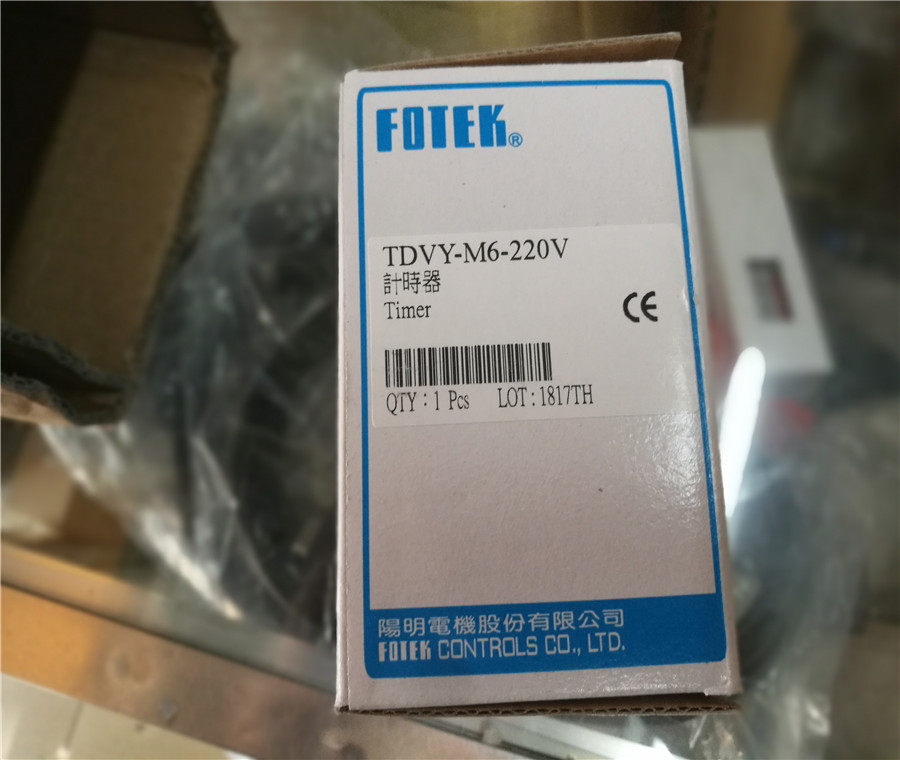 FOTEK®
TDVY-M6-220V
計時器
Timer
CE
QTY：1 Pcs LOT：1817TH
陽明電機股份有限公司
FOTEK CONTROLS CO., LTD.